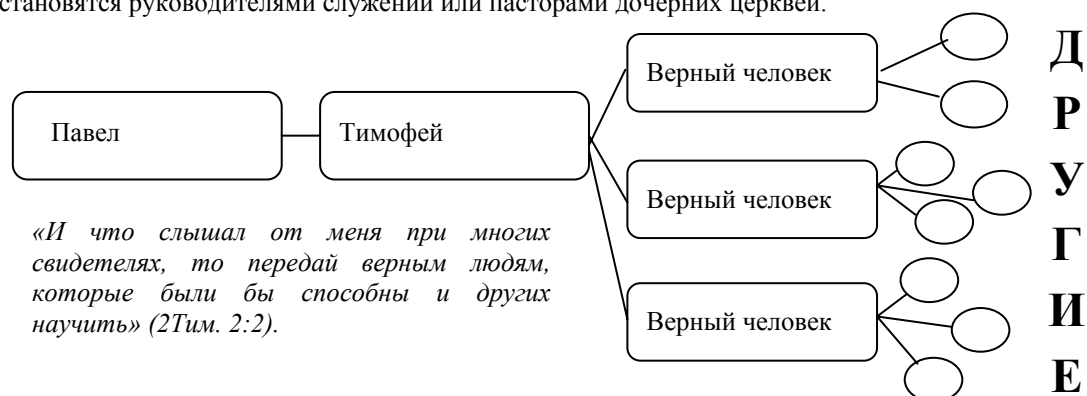 становятся руководителями служений или пасторами дочерних церквей.
Павел
Тимофей
Верный человек
Верный человек
Верный человек
Д
Р
У
Г
И
Е
«И что слышал от меня при многих
свидетелях, то передай верным людям,
которые были бы способны и других
научить» (2Тим. 2:2).